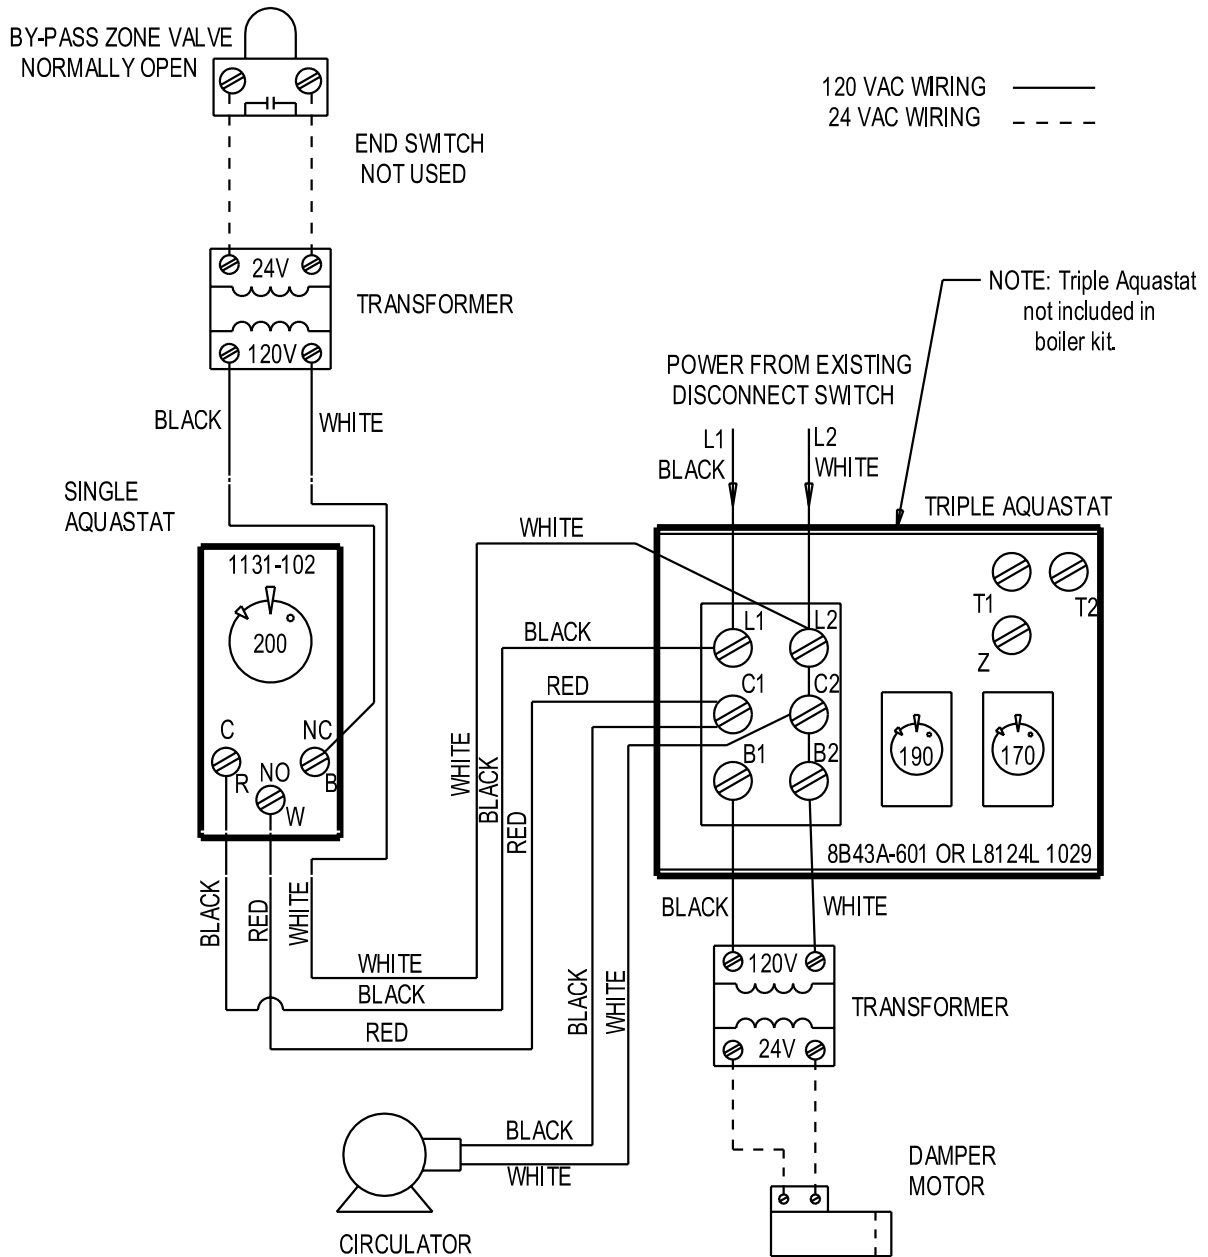 BY-PASS ZONE VALVE
NORMALLY OPEN
120 VAC WIRING
24 VAC WIRING
END SWITCH
NOT USED
24V
TRANSFORMER
120V
NOTE: Triple Aquastat
not included in
boiler kit.
POWER FROM EXISTING
DISCONNECT SWITCH
BLACK
WHITE
L1
BLACK
L2
WHITE
SINGLE
AQUASTAT
TRIPLE AQUASTAT
WHITE
1131-102
200
C
R
NO
W
NC
B
BLACK
RED
L1
L2
C1
C2
B1
B2
T1
T2
Z
190
170
8B43A-601 OR L8124L 1029
WHITE
BLACK
RED
BLACK
RED
WHITE
WHITE
BLACK
RED
BLACK
WHITE
BLACK
WHITE
120V
TRANSFORMER
24V
BLACK
WHITE
CIRCULATOR
DAMPER
MOTOR